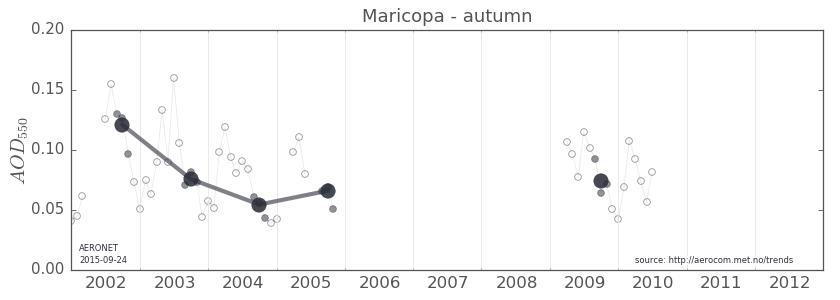 Maricopa - autumn
0.20
0.15
0.10
0.05
0.00
AOD550
AERONET
2015-09-24
source: http://aerocom.met.no/trends
2002 2003 2004 2005 2006 2007 2008 2009 2010 2011 2012